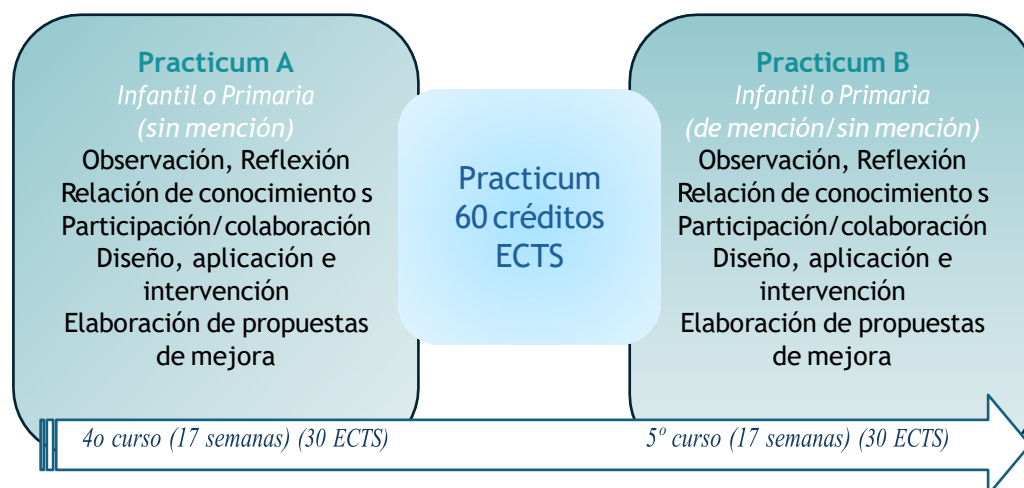 Practicum A
Infantil o Primaria
(sin mención)
Observación, Reflexión
Relación de conocimiento s
Participación/colaboración
Diseño, aplicación e
intervención
Elaboración de propuestas
de mejora
Practicum
60 créditos
ECTS
Practicum B
Infantil o Primaria
(de mención/sin mención)
Observación, Reflexión
Relación de conocimiento s
Participación/colaboración
Diseño, aplicación e
intervención
Elaboración de propuestas
de mejora
4o curso (17 semanas) (30 ECTS)
5º curso (17 semanas) (30 ECTS)